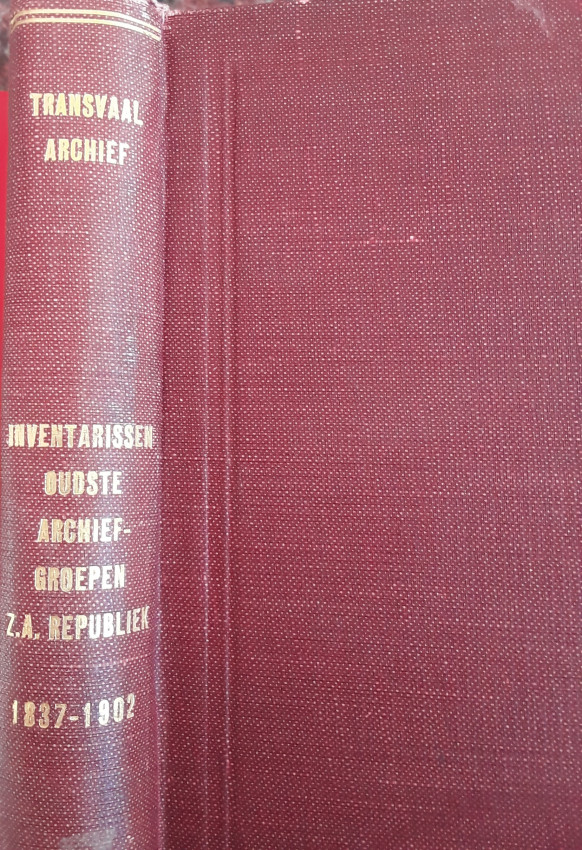 TRANSVAAL
ARCHIEF
INVENTARISSEN
OUDSTE
ARCHIEF-
GROEPEN
Z.A. REPUBLIEK
1837-1902